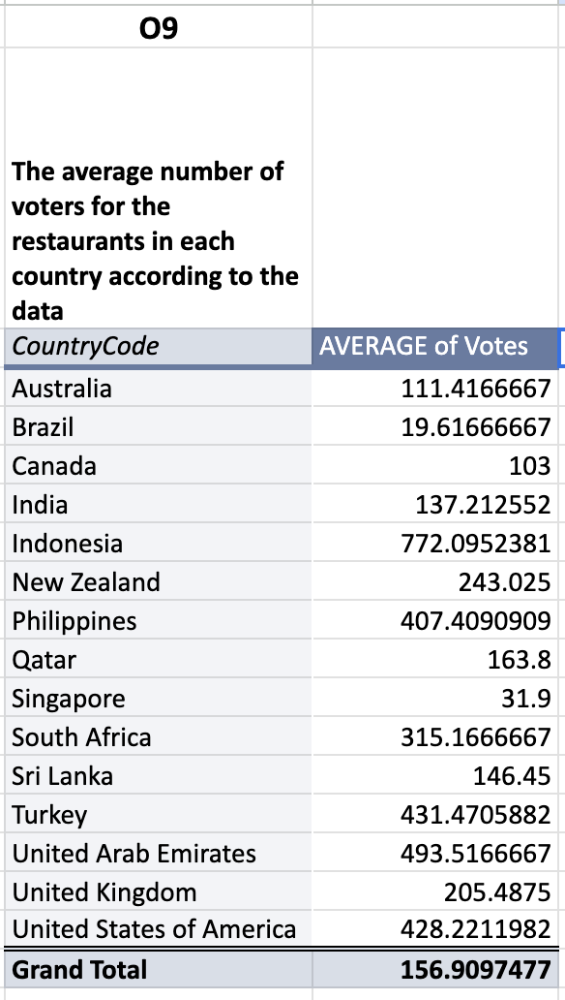 O9
The average number of
voters for the
restaurants in each
country according to the
data
CountryCode AVERAGE of Votes
Australia 111.4166667
Brazil 19.61666667
Canada 103
India 137.212552
Indonesia 772.0952381
New Zealand 243.025
Philippines 407.4090909
Qatar 163.8
Singapore 31.9
South Africa 315.1666667
Sri Lanka 146.45
Turkey 431.4705882
United Arab Emirates 493.5166667
United Kingdom 205.4875
United States of America 428.2211982
Grand Total 156.9097477